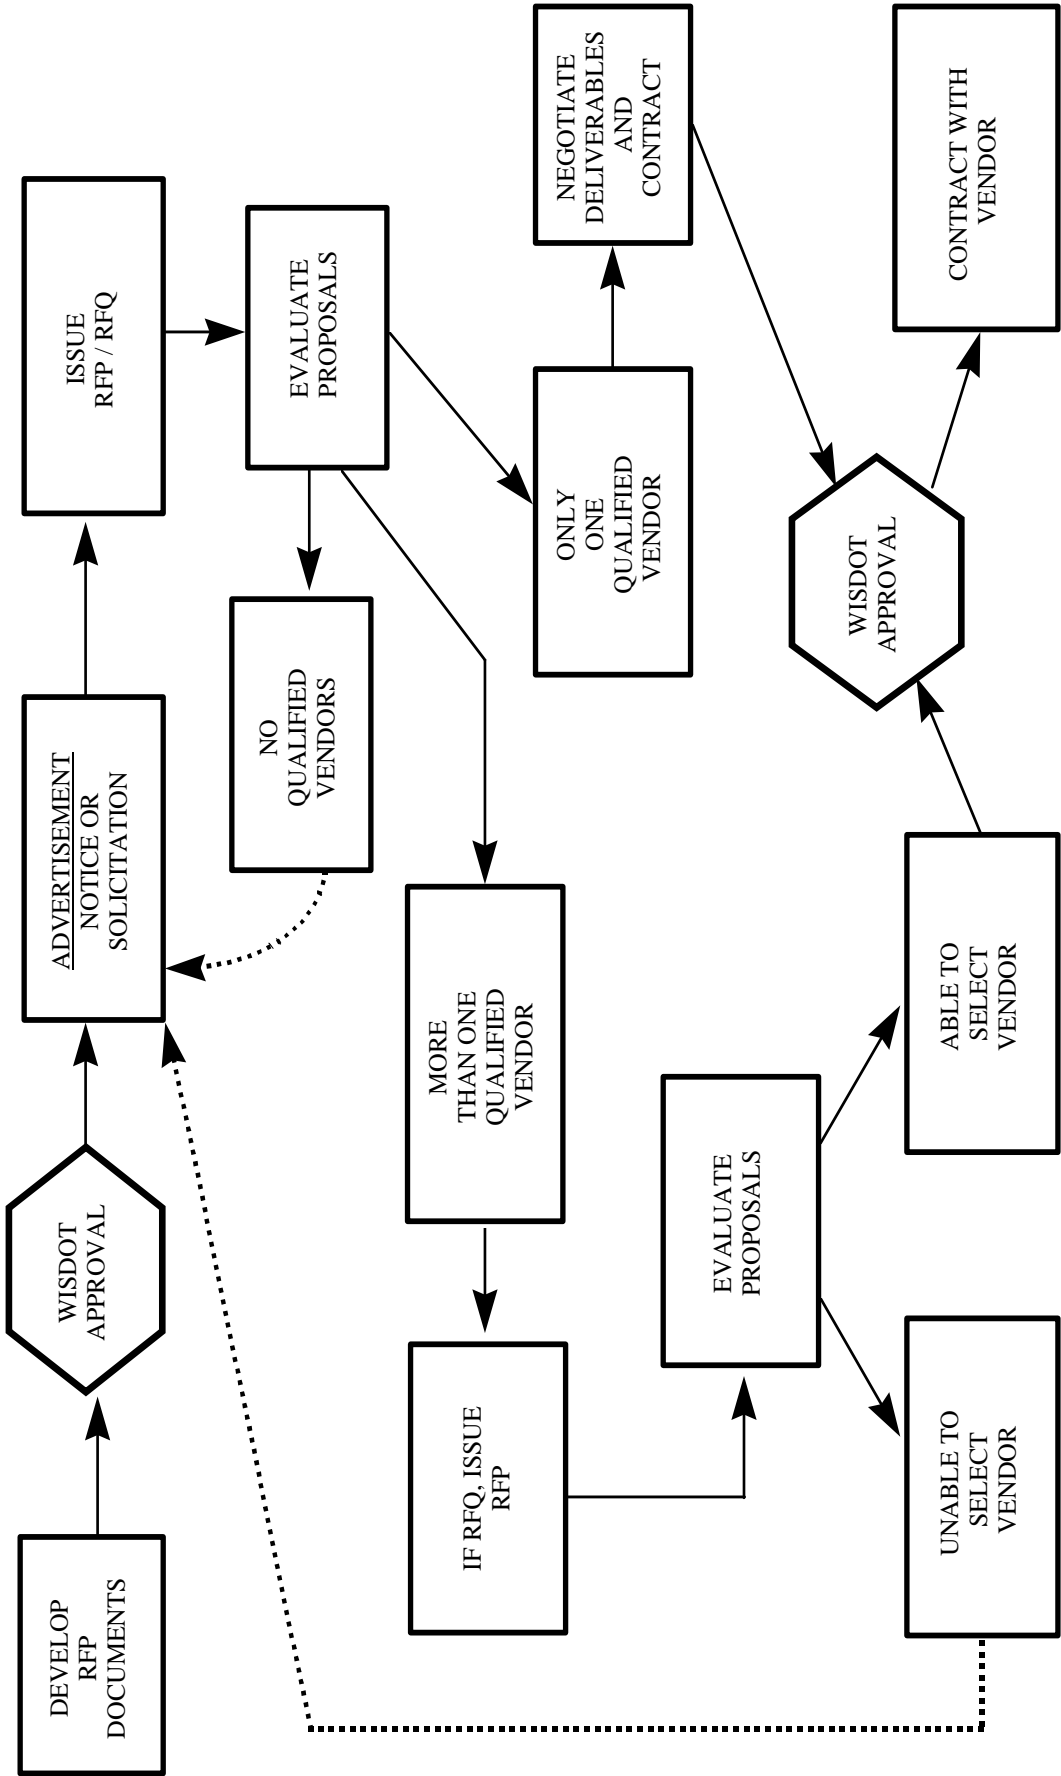 DEVELOP
RFP
DOCUMENTS
WISDOT
APPROVAL
ADVERTISEMENT
NOTICE OR
SOLICITATION
ISSUE
RFP / RFQ
NO
QUALIFIED
VENDORS
EVALUATE
PROPOSALS
MORE
THAN ONE
QUALIFIED
VENDOR
IF RFQ, ISSUE
RFP
ONLY
ONE
QUALIFIED
VENDOR
NEGOTIATE
DELIVERABLES
AND
CONTRACT
EVALUATE
PROPOSALS
UNABLE TO
SELECT
VENDOR
ABLE TO
SELECT
VENDOR
WISDOT
APPROVAL
CONTRACT WITH
VENDOR